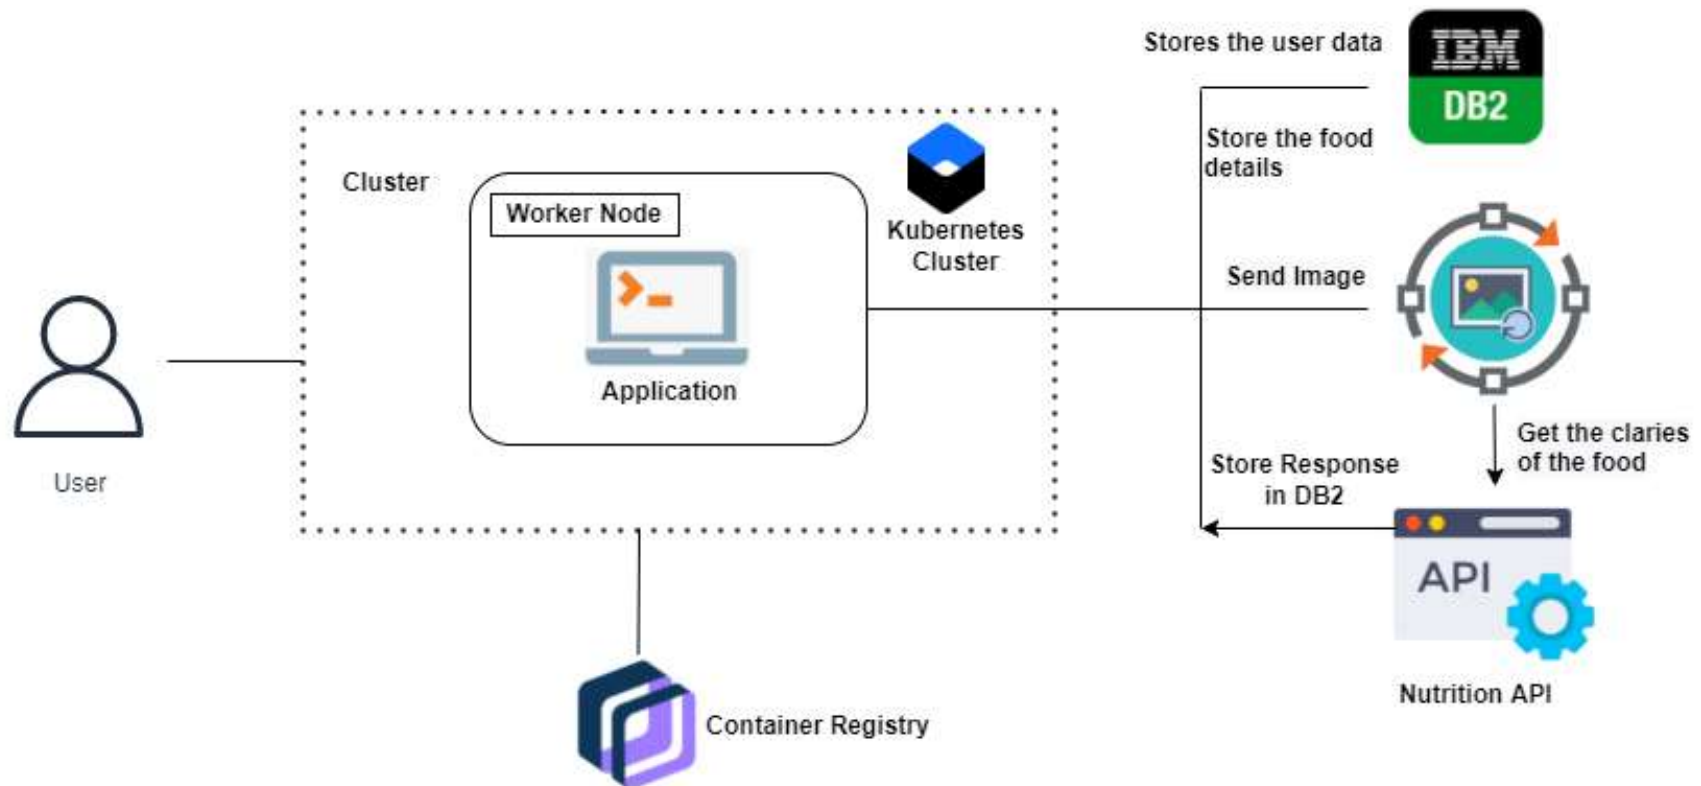 Stores the user data
IBM
DB2
Store the food
details
Cluster
Worker Node
Kubernetes
Cluster
Send Image
Application
User
Get the claries
of the food
Store Response
in DB2
API
Nutrition API
Container Registry